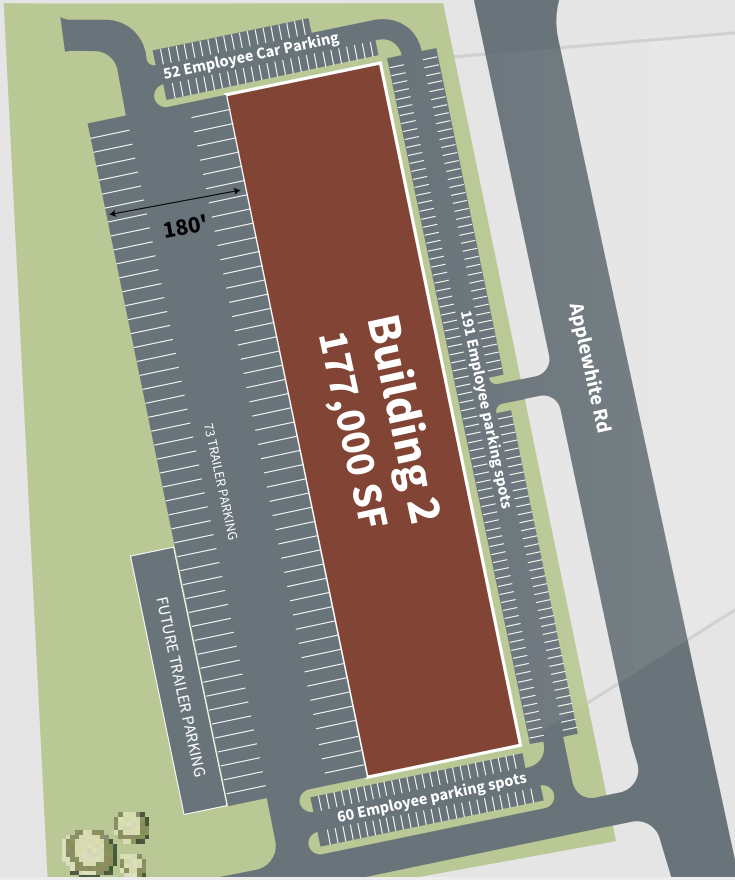 52 Employee Car Parking
180'
Building 2
177,000 SF
191 Employee parking spots
Applewhite Rd
73 TRAILER PARKING
FUTURE TRAILER PARKING
60 Employee parking spots